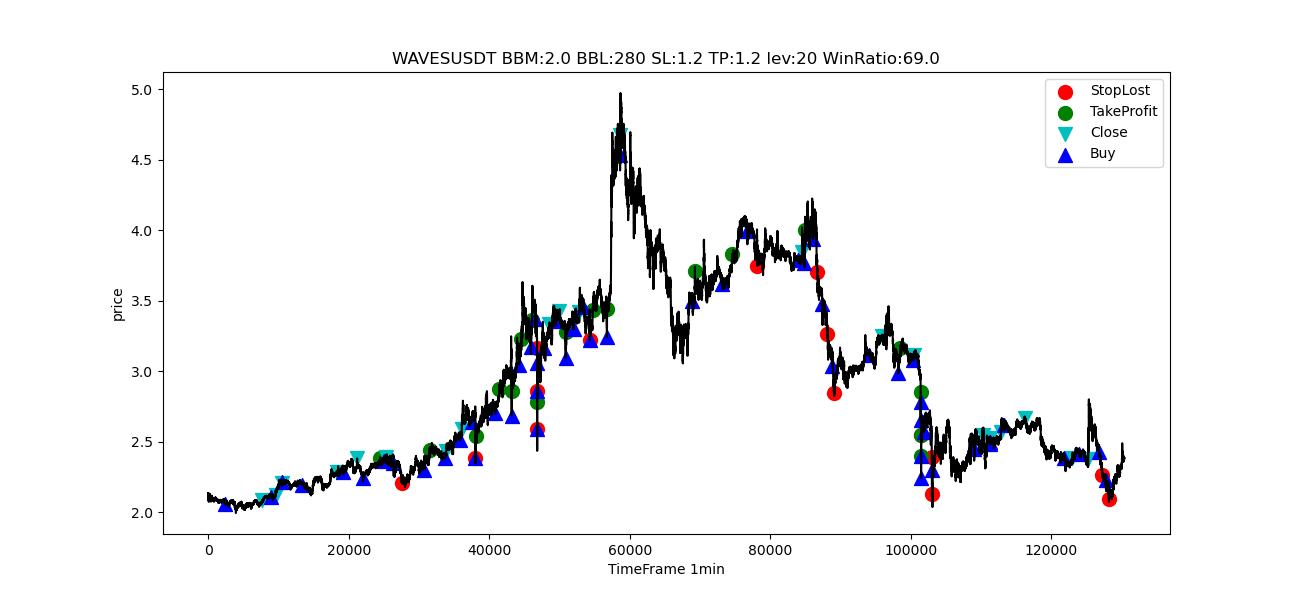 WAVESUSDT BBM:2.0 BBL:280 SL:1.2 TP:1.2 lev:20 WinRatio:69.0
StopLost
TakeProfit
Close
Buy
5.0
4.5
4.0
3.5
3.0
2.5
2.0
price
0 20000 40000 60000 80000 100000 120000
TimeFrame 1min